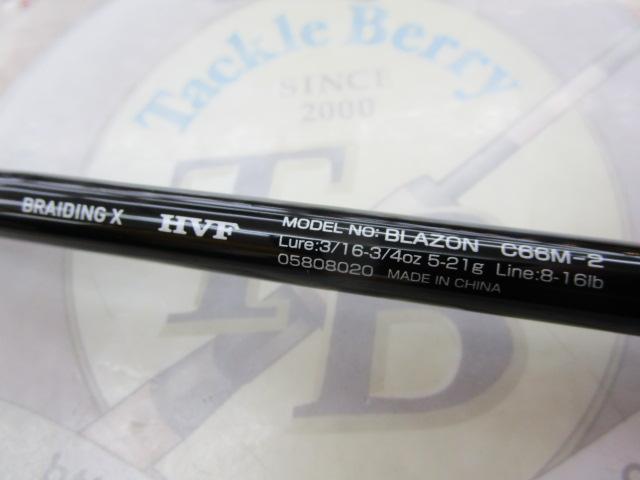 Tackle Berry
SINCE
2000
TB
BRAIDING X HVF MODEL NO: BLAZON C66M-2
Lure:3/16-3/4oz 5-21g Line:8-16lb
05808020 MADE IN CHINA